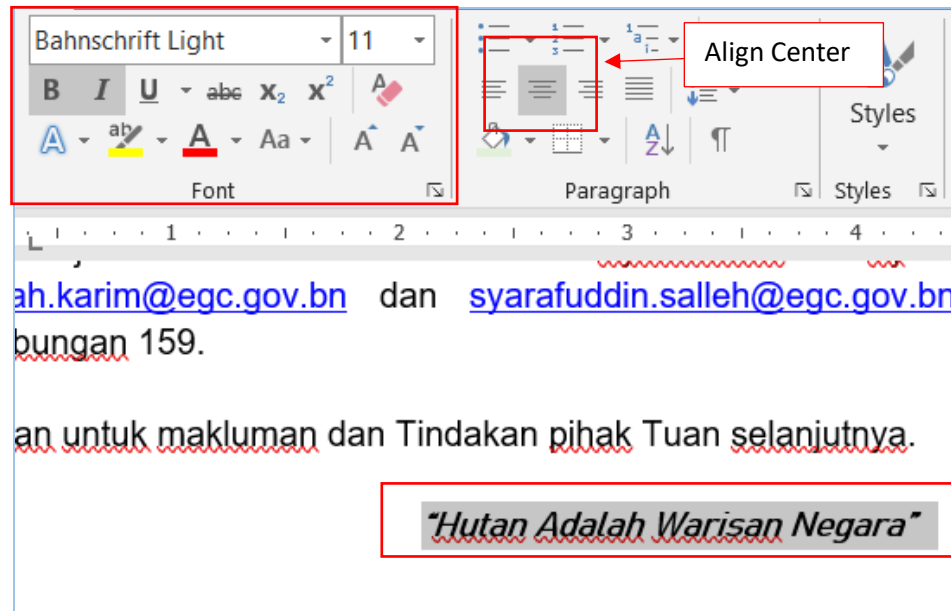 Bahnschrift Light 11
Align Center
B I U abc X₂ X² A
A aby A Aa A A
A Z ¶
Styles
Font Paragraph Styles
1 2 3 4
ah.karim@egc.gov.bn dan syarafuddin.salleh@egc.gov.bn
bungan 159.
an untuk makluman dan Tindakan pihak Tuan selanjutnya.
“Hutan Adalah Warisan Negara”